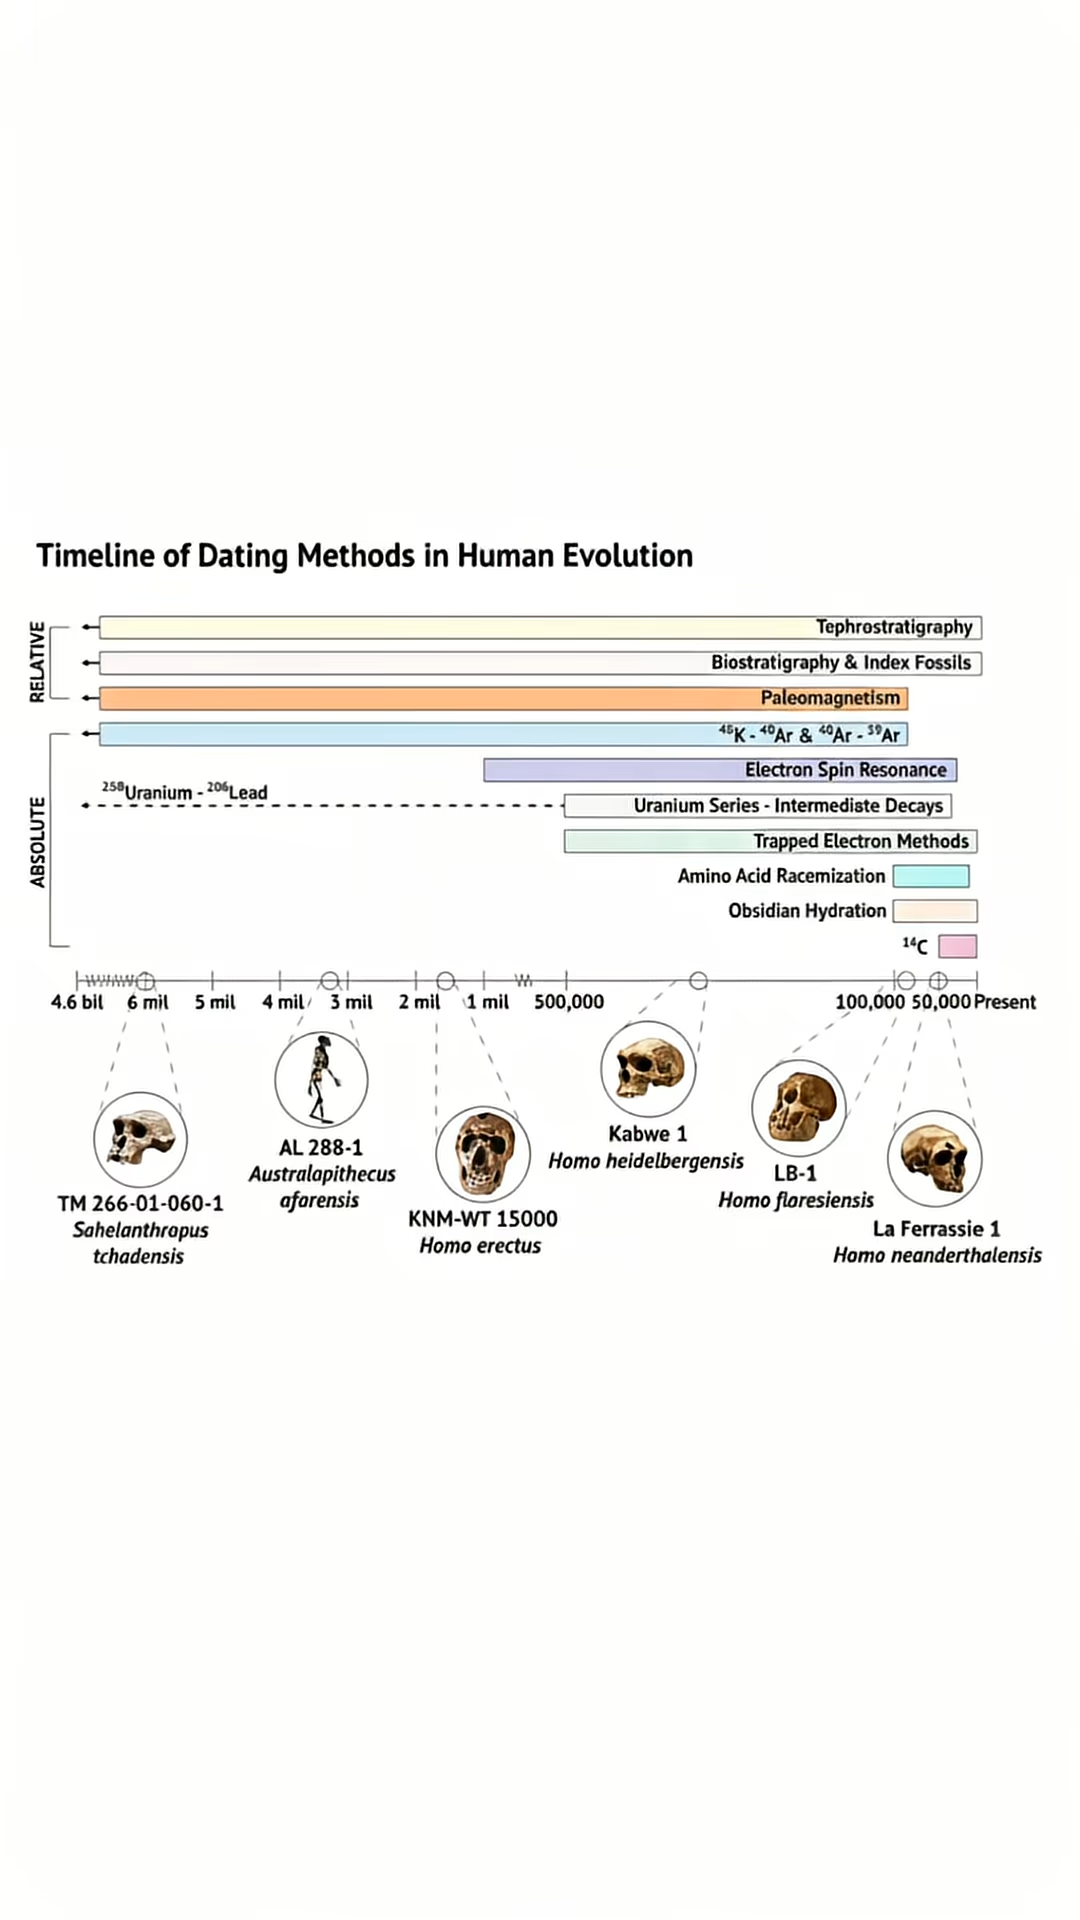 Timeline of Dating Methods in Human Evolution
RELATIVE
Tephrostratigraphy
Biostratigraphy & Index Fossils
Paleomagnetism
ABSOLUTE
⁴⁵K - ⁴⁰Ar & ⁴⁰Ar - ³⁹Ar
Electron Spin Resonance
²⁵⁸Uranium - ²⁰⁶Lead
Uranium Series - Intermediate Decays
Trapped Electron Methods
Amino Acid Racemization
Obsidian Hydration
¹⁴C
4.6 bil 6 mil 5 mil 4 mil 3 mil 2 mil 1 mil 500,000 100,000 50,000 Present
TM 266-01-060-1
Sahelanthropus
tchadensis
AL 288-1
Australapithecus
afarensis
KNM-WT 15000
Homo erectus
Kabwe 1
Homo heidelbergensis
LB-1
Homo floresiensis
La Ferrassie 1
Homo neanderthalensis